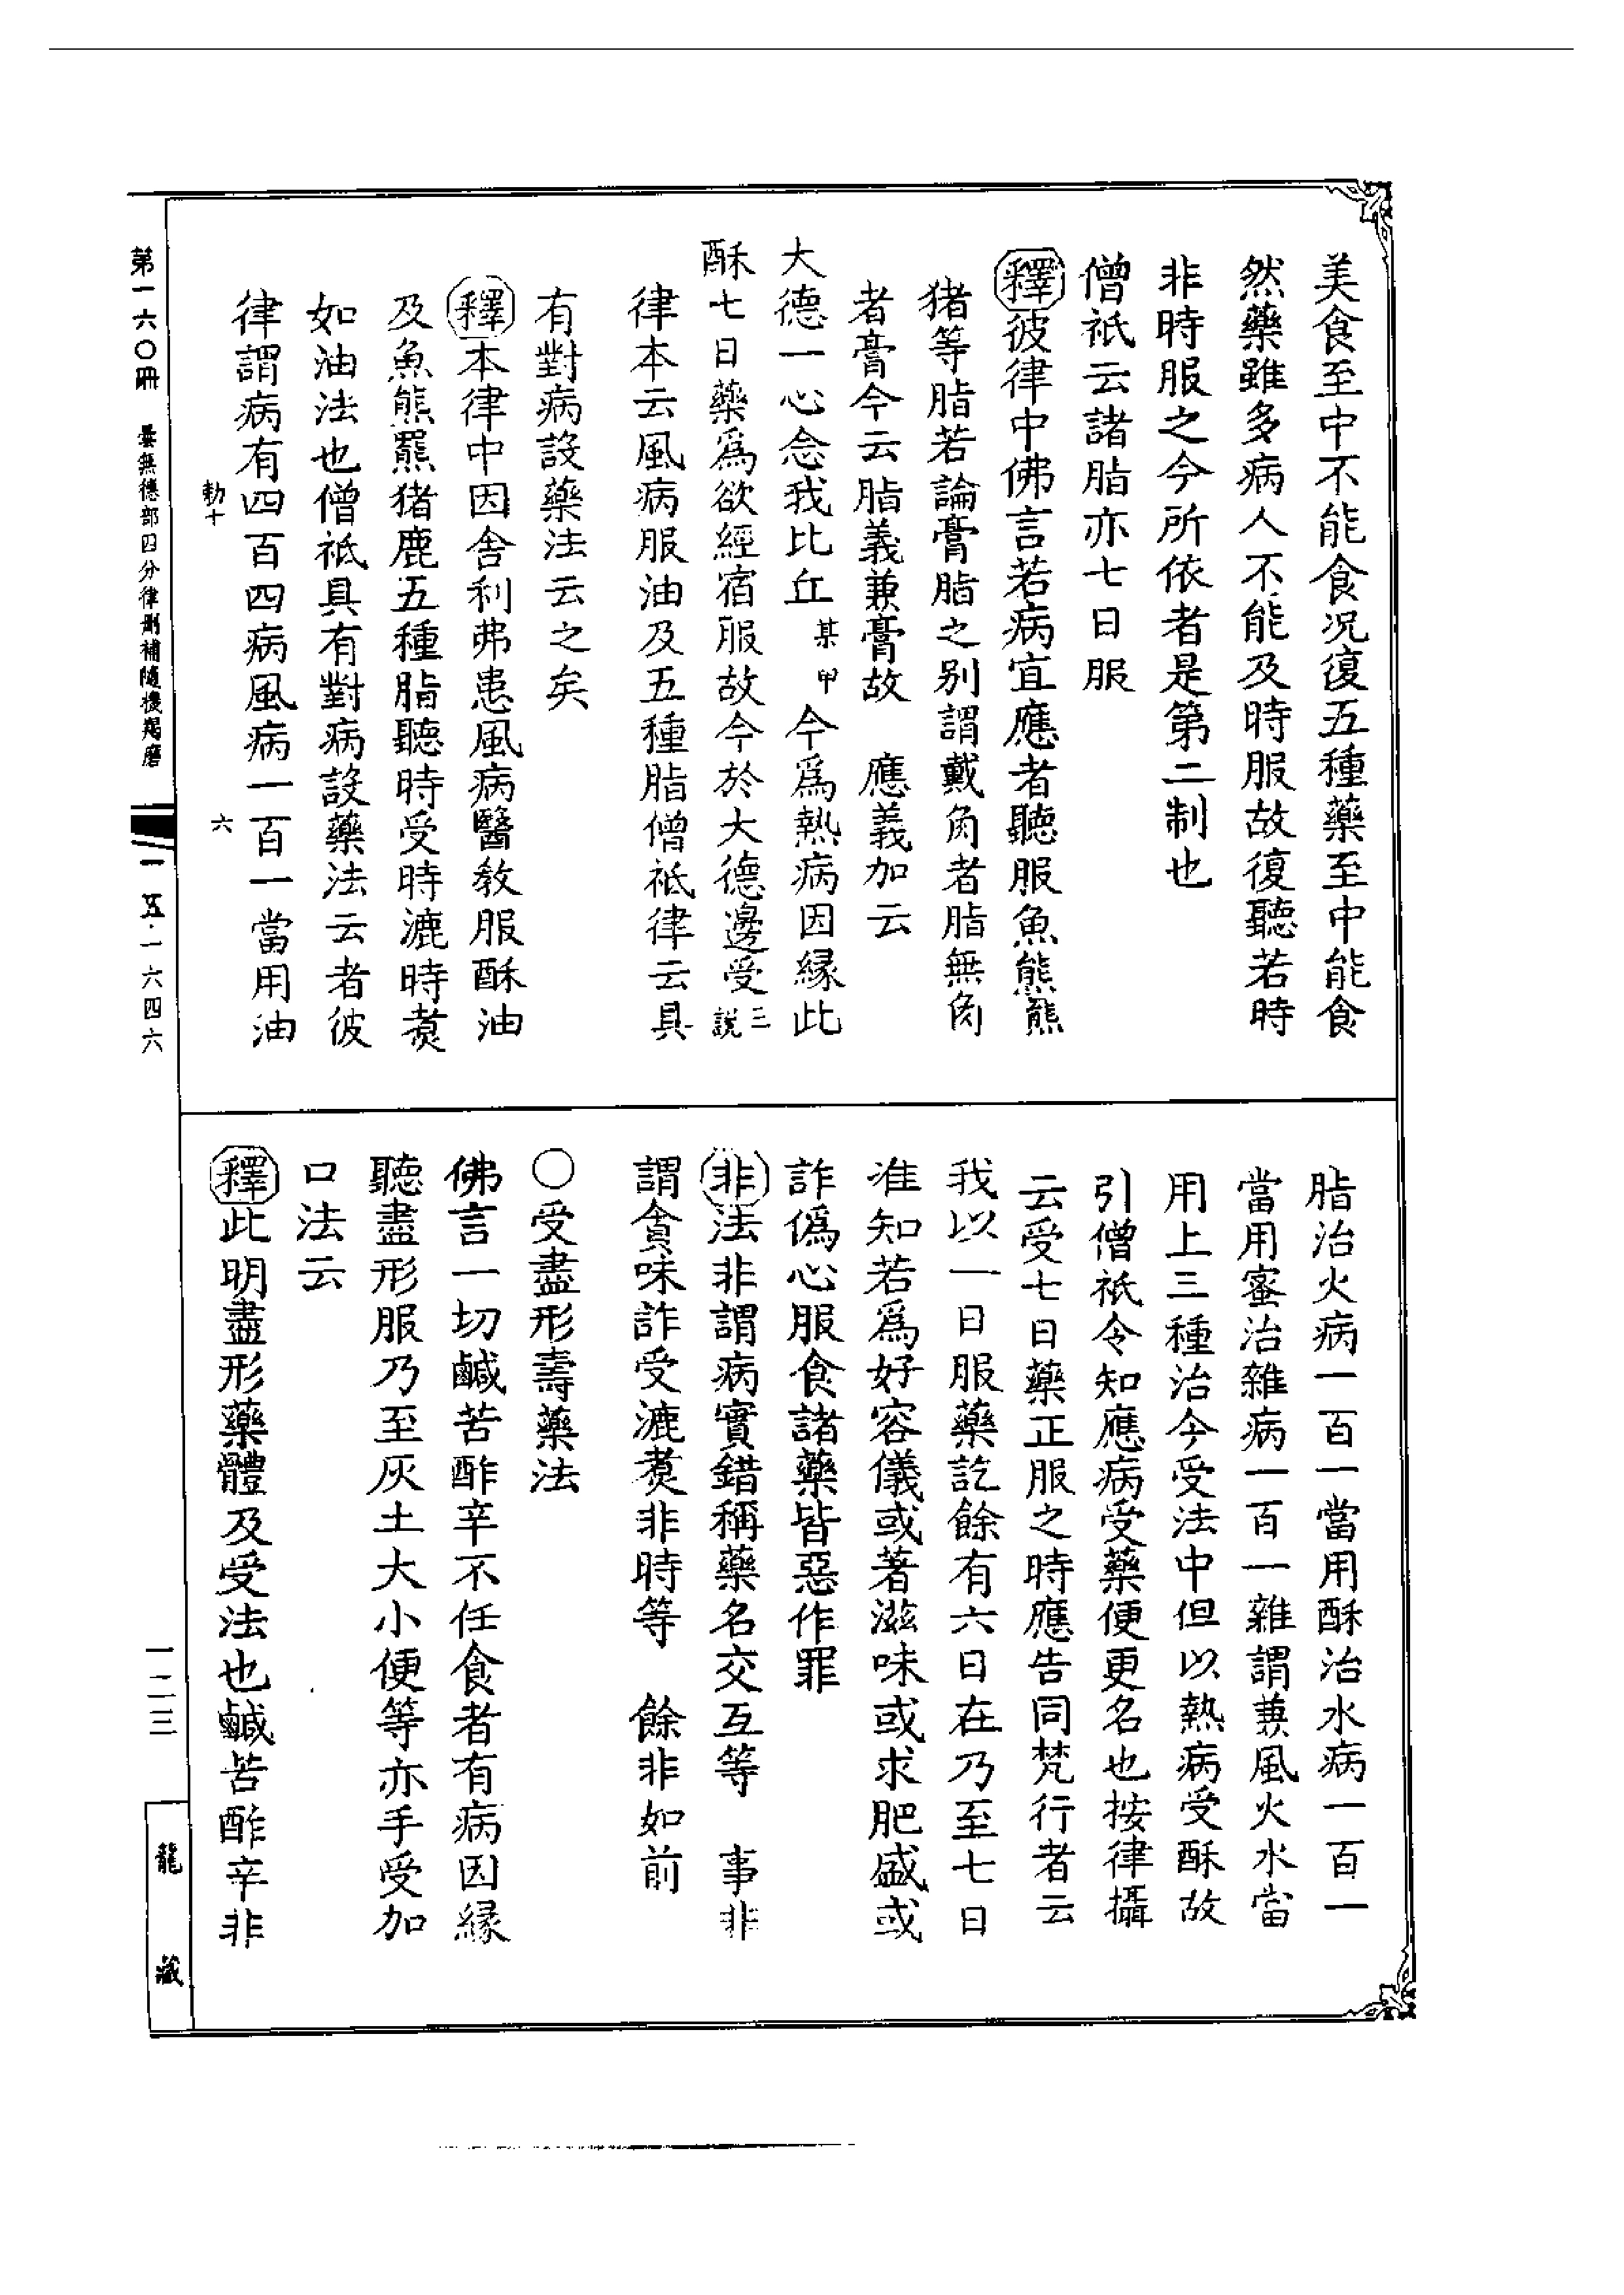 美食至中不能食况復五種藥至中能食
然藥雖多病人不能及時服故復聽若時
非時服之今所依者是第二制也
僧祇云諸脂亦七日服
釋彼律中佛言若病宜應者聽服魚熊羆
猪等脂若論膏脂之别謂戴角者脂無角
者膏今云脂義兼膏故　應義加云
大德一心念我比丘某甲今爲熱病因緣此
酥七日藥爲欲經宿服故今於大德邊受三說
律本云風病服油及五種脂僧祇律云具
有對病設藥法云之矣
釋本律中因舍利弗患風病醫教服酥油
及魚熊羆猪鹿五種脂聽時受時漉時煑
如油法也僧祇具有對病設藥法云者彼
律謂病有四百四病風病一百一當用油
脂治火病一百一當用酥治水病一百一
當用蜜治雜病一百一雜謂兼風火水當
用上三種治今受法中但以熱病受酥故
引僧祇令知應病受藥便更名也按律攝
云受七日藥正服之時應告同梵行者云
我以一日服藥訖餘有六日在乃至七日
准知若爲好容儀或著滋味或求肥盛或
詐僞心服食諸藥皆惡作罪
非法非謂病實錯稱藥名交互等　事非
謂貪味詐受漉煑非時等　餘非如前
〇受盡形壽藥法
佛言一切鹹苦酢辛不任食者有病因緣
聽盡形服乃至灰土大小便等亦手受加
口法云
釋此明盡形藥體及受法也鹹苦酢辛非
勅十
六
第一六〇冊　曇無德部四分律刪補隨機羯磨
一五·一六四六
一二三
龍藏